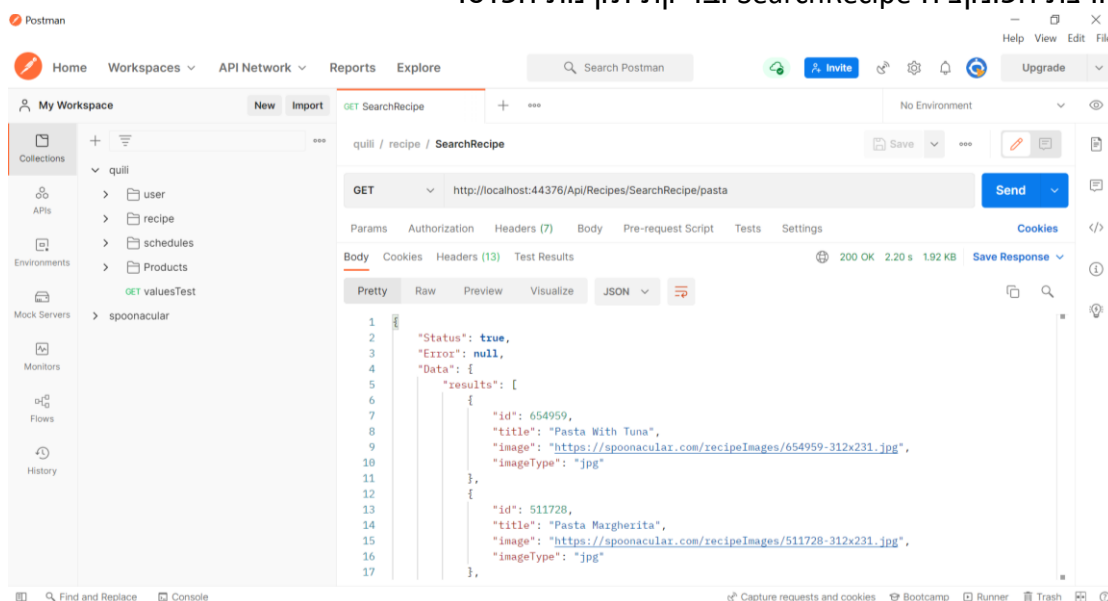 SearchRecipe
Postman
Help View Edit File
Home Workspaces API Network Reports Explore Search Postman Invite Upgrade
My Workspace New Import GET SearchRecipe No Environment
Collections
APIs
Environments
Mock Servers
Monitors
Flows
History
quili
user
recipe
schedules
Products
GET valuesTest
spoonacular
quili / recipe / SearchRecipe Save
GET http://localhost:44376/Api/Recipes/SearchRecipe/pasta Send
Params Authorization Headers (7) Body Pre-request Script Tests Settings Cookies
Body Cookies Headers (13) Test Results 200 OK 2.20 s 1.92 KB Save Response
Pretty Raw Preview Visualize JSON
1 {
2 "Status": true,
3 "Error": null,
4 "Data": {
5 "results": [
6 {
7 "id": 654959,
8 "title": "Pasta With Tuna",
9 "image": "https://spoonacular.com/recipeImages/654959-312x231.jpg",
10 "imageType": "jpg"
11 },
12 {
13 "id": 511728,
14 "title": "Pasta Margherita",
15 "image": "https://spoonacular.com/recipeImages/511728-312x231.jpg",
16 "imageType": "jpg"
17 },
Find and Replace Console Capture requests and cookies Bootcamp Runner Trash